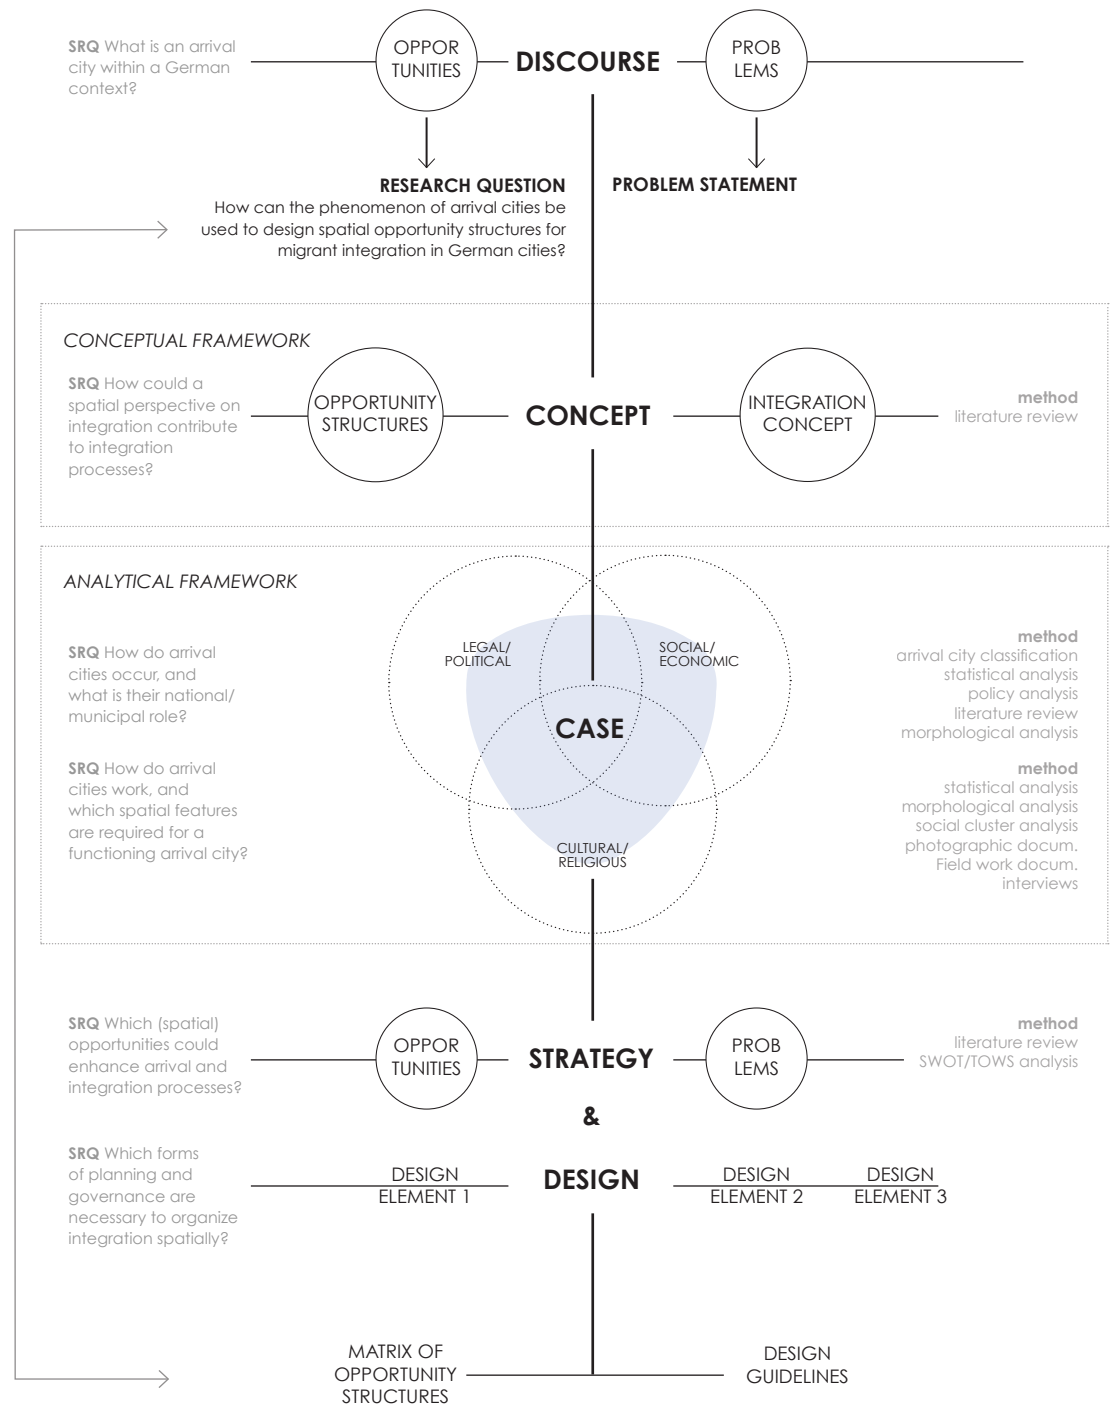 SRQ What is an arrival
city within a German
context?
OPPOR
TUNITIES
DISCOURSE
PROB
LEMS
RESEARCH QUESTION
How can the phenomenon of arrival cities be
used to design spatial opportunity structures for
migrant integration in German cities?
PROBLEM STATEMENT
CONCEPTUAL FRAMEWORK
SRQ How could a
spatial perspective on
integration contribute
to integration
processes?
OPPORTUNITY
STRUCTURES
CONCEPT
INTEGRATION
CONCEPT
method
literature review
ANALYTICAL FRAMEWORK
SRQ How do arrival
cities occur, and
what is their national/
municipal role?
SRQ How do arrival
cities work, and
which spatial features
are required for a
functioning arrival city?
LEGAL/
POLITICAL
SOCIAL/
ECONOMIC
CASE
CULTURAL/
RELIGIOUS
method
arrival city classification
statistical analysis
policy analysis
literature review
morphological analysis
method
statistical analysis
morphological analysis
social cluster analysis
photographic docum.
Field work docum.
interviews
SRQ Which (spatial)
opportunities could
enhance arrival and
integration processes?
OPPOR
TUNITIES
STRATEGY
PROB
LEMS
method
literature review
SWOT/TOWS analysis
&
SRQ Which forms
of planning and
governance are
necessary to organize
integration spatially?
DESIGN
ELEMENT 1
DESIGN
DESIGN
ELEMENT 2
DESIGN
ELEMENT 3
MATRIX OF
OPPORTUNITY
STRUCTURES
DESIGN
GUIDELINES